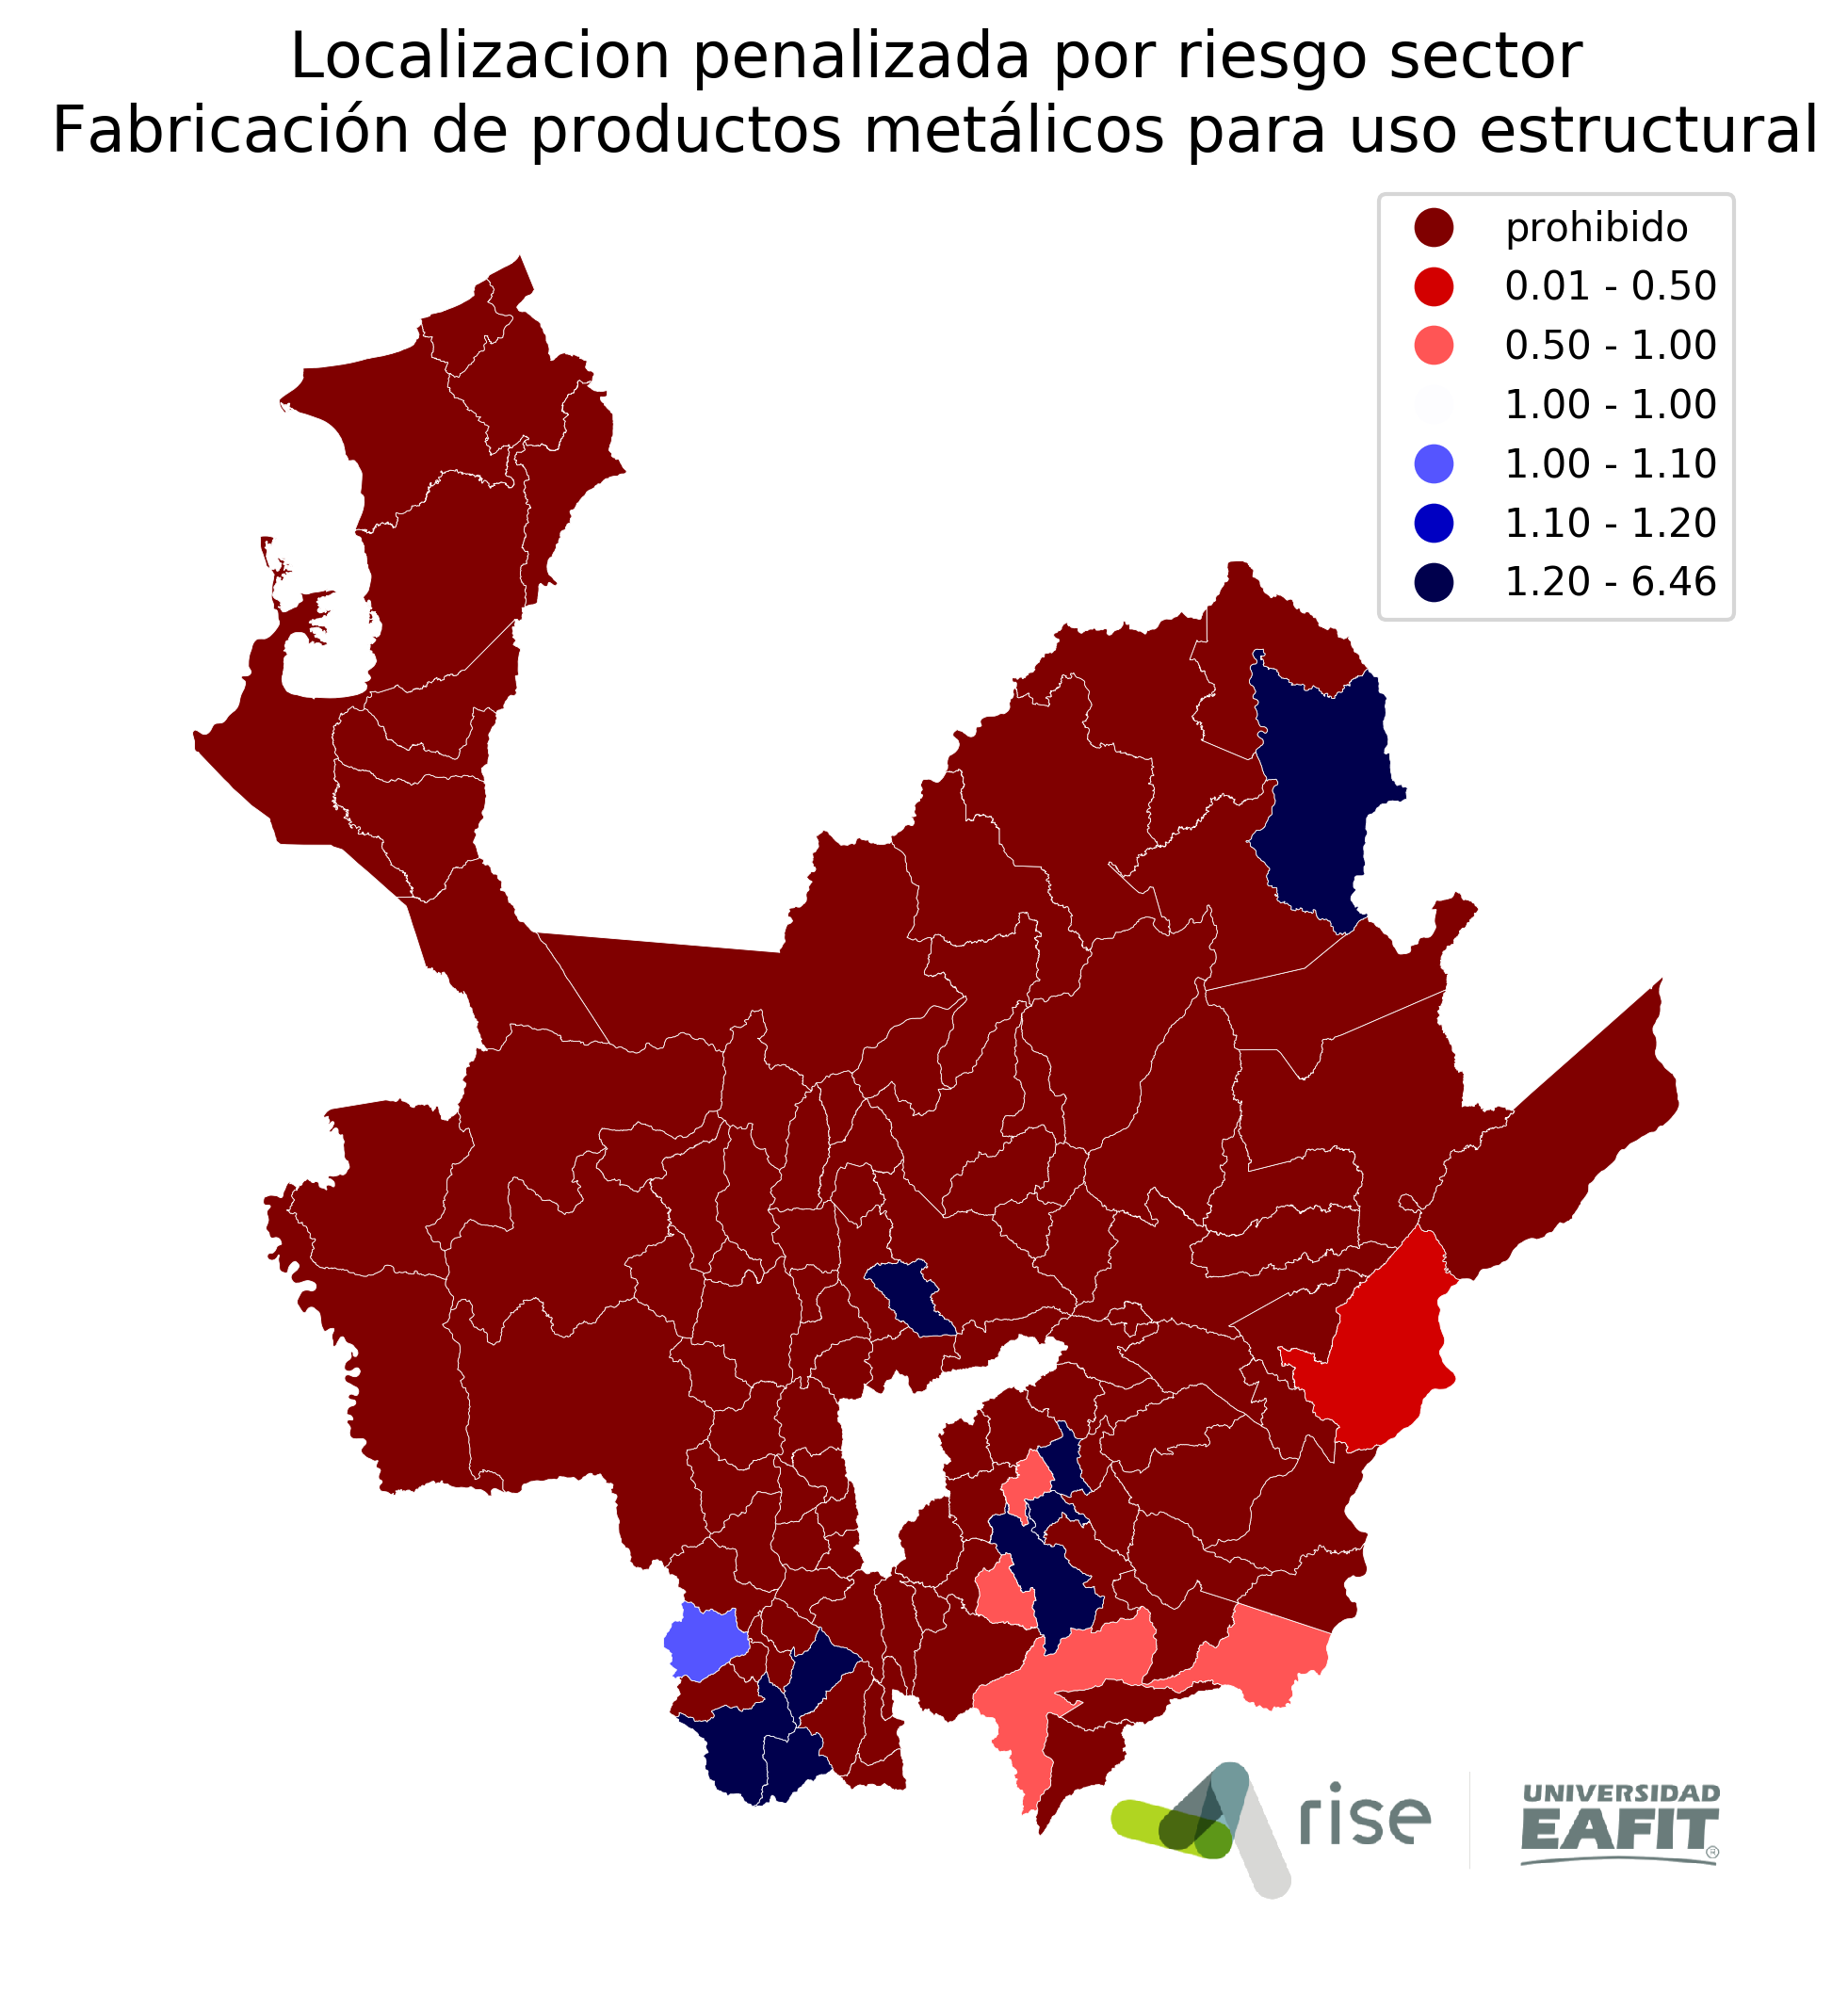 Localizacion penalizada por riesgo sector
Fabricación de productos metálicos para uso estructural
prohibido
0.01 - 0.50
0.50 - 1.00
1.00 - 1.00
1.00 - 1.10
1.10 - 1.20
1.20 - 6.46
rise
UNIVERSIDAD
EAFIT®